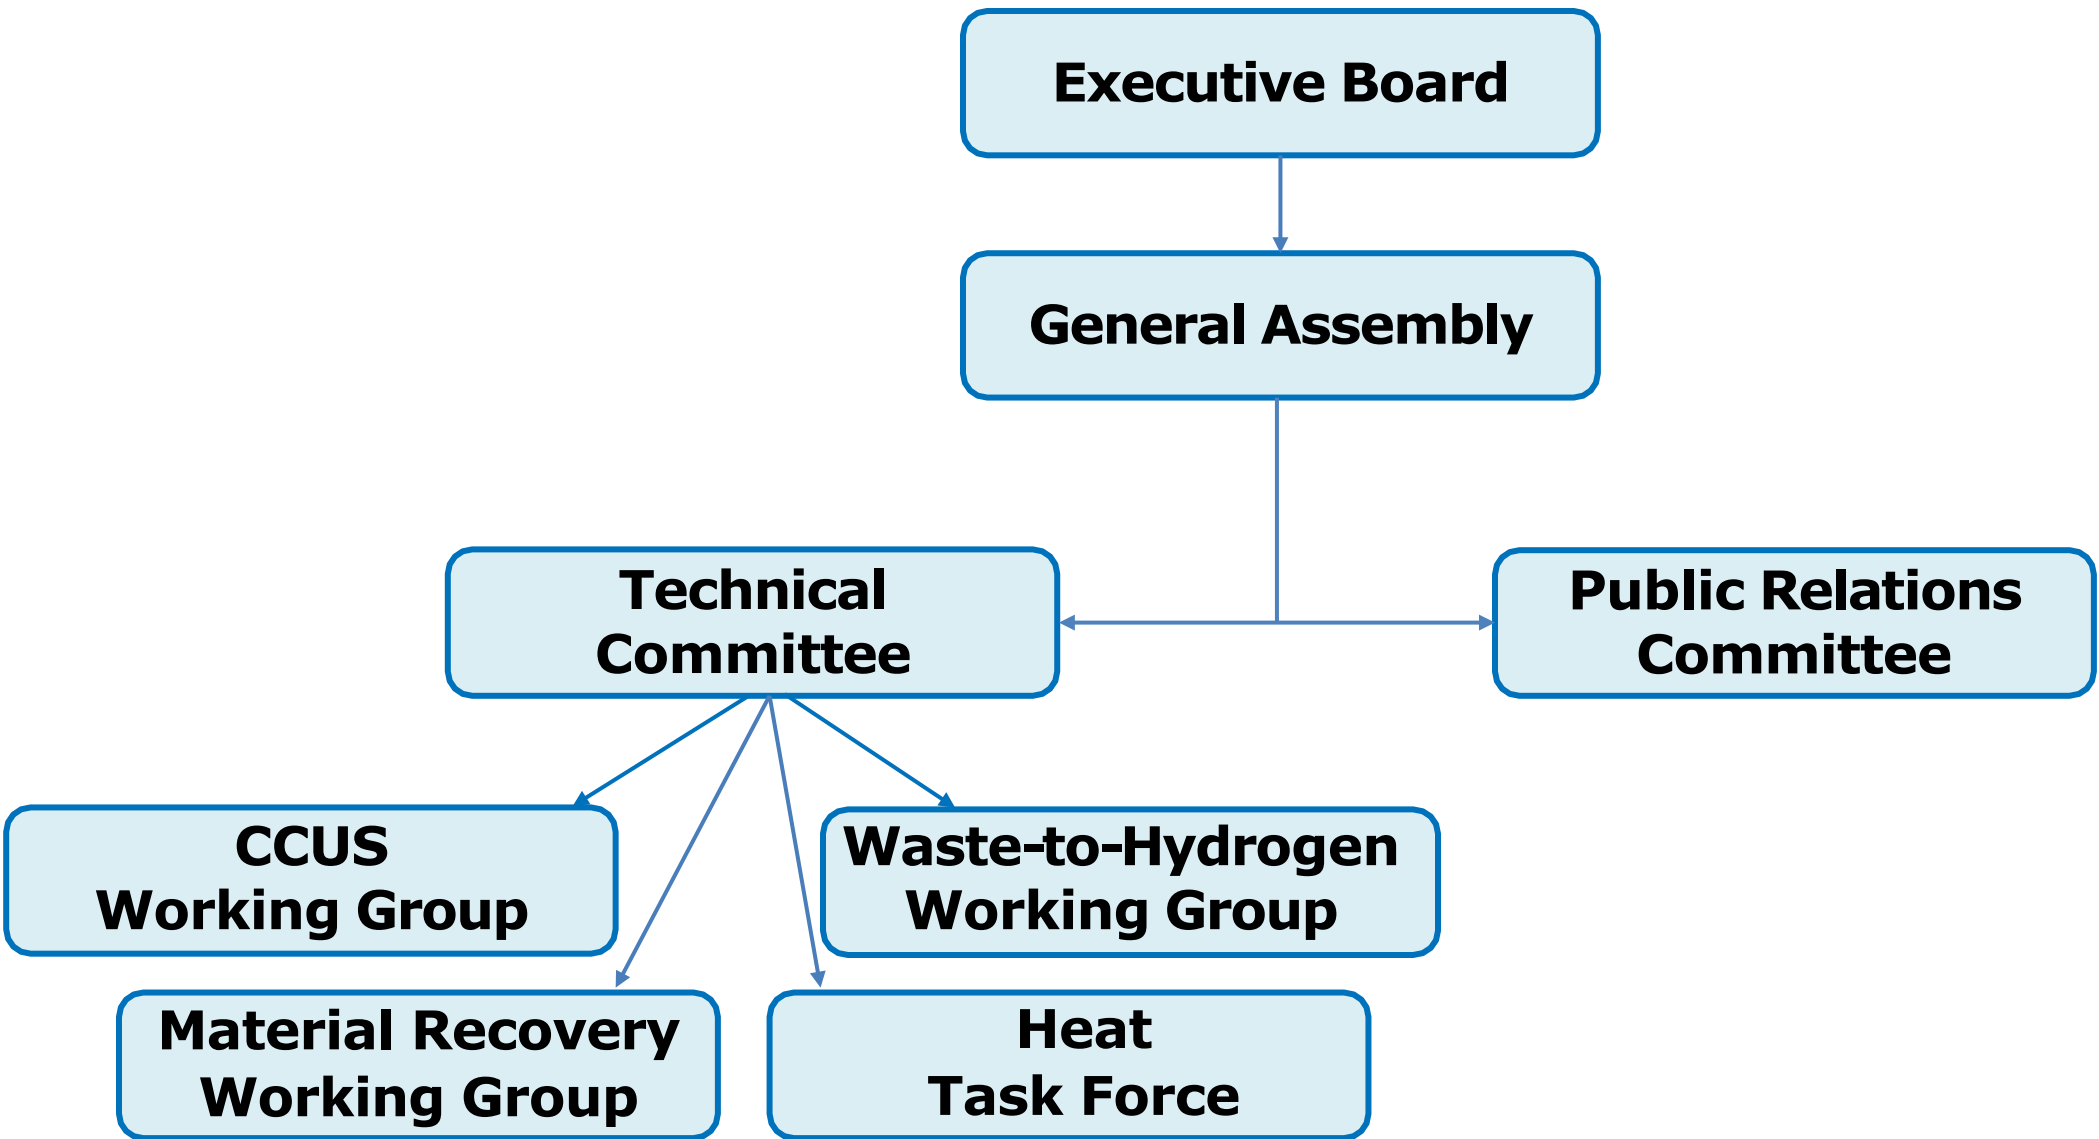 Executive Board
General Assembly
Technical
Committee
Public Relations
Committee
CCUS
Working Group
Waste-to-Hydrogen
Working Group
Material Recovery
Working Group
Heat
Task Force